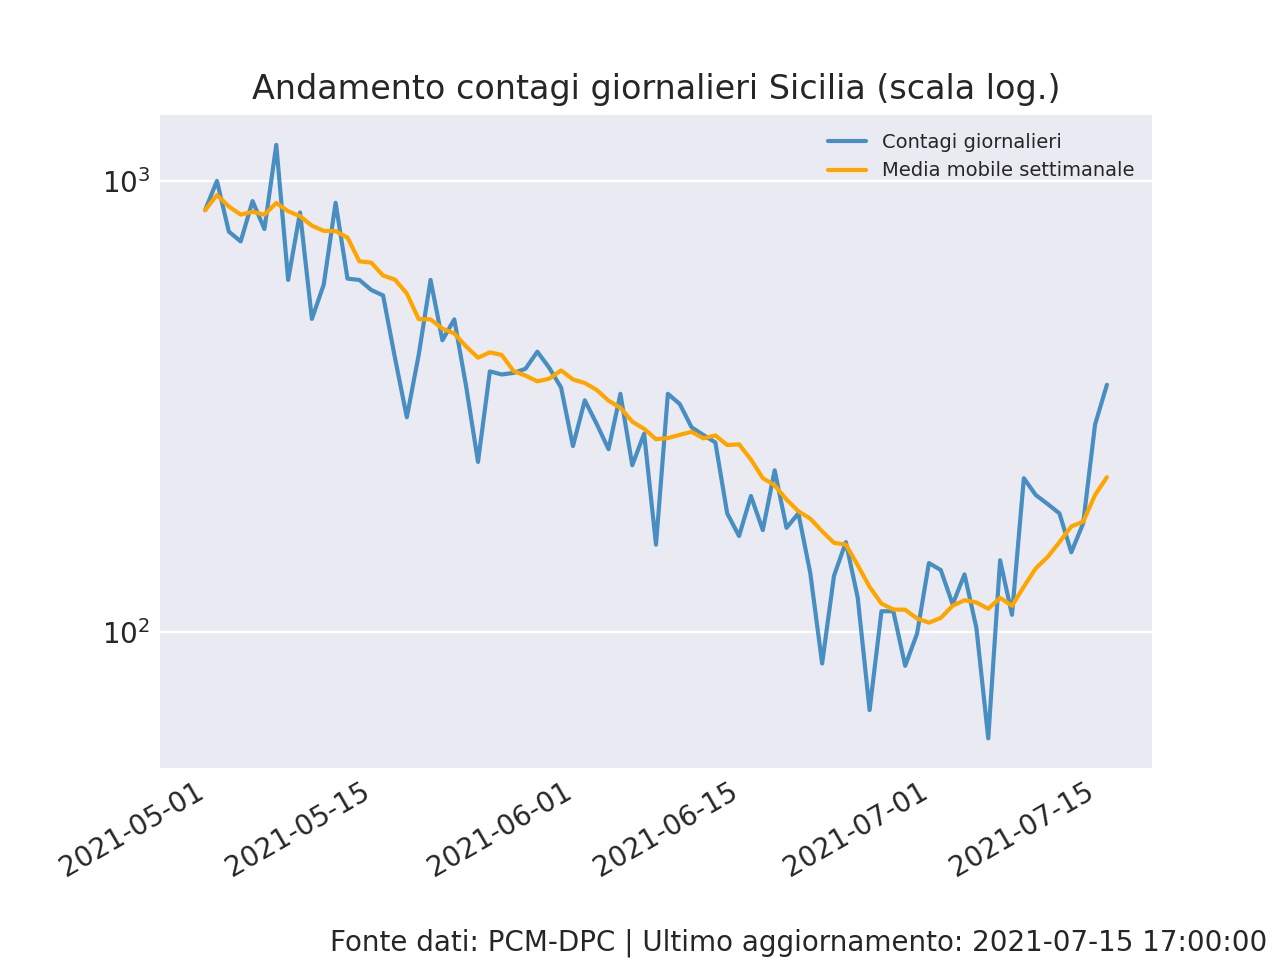 Andamento contagi giornalieri Sicilia (scala log.)
Contagi giornalieri
Media mobile settimanale
10³
10²
2021-05-01
2021-05-15
2021-06-01
2021-06-15
2021-07-01
2021-07-15
Fonte dati: PCM-DPC | Ultimo aggiornamento: 2021-07-15 17:00:00